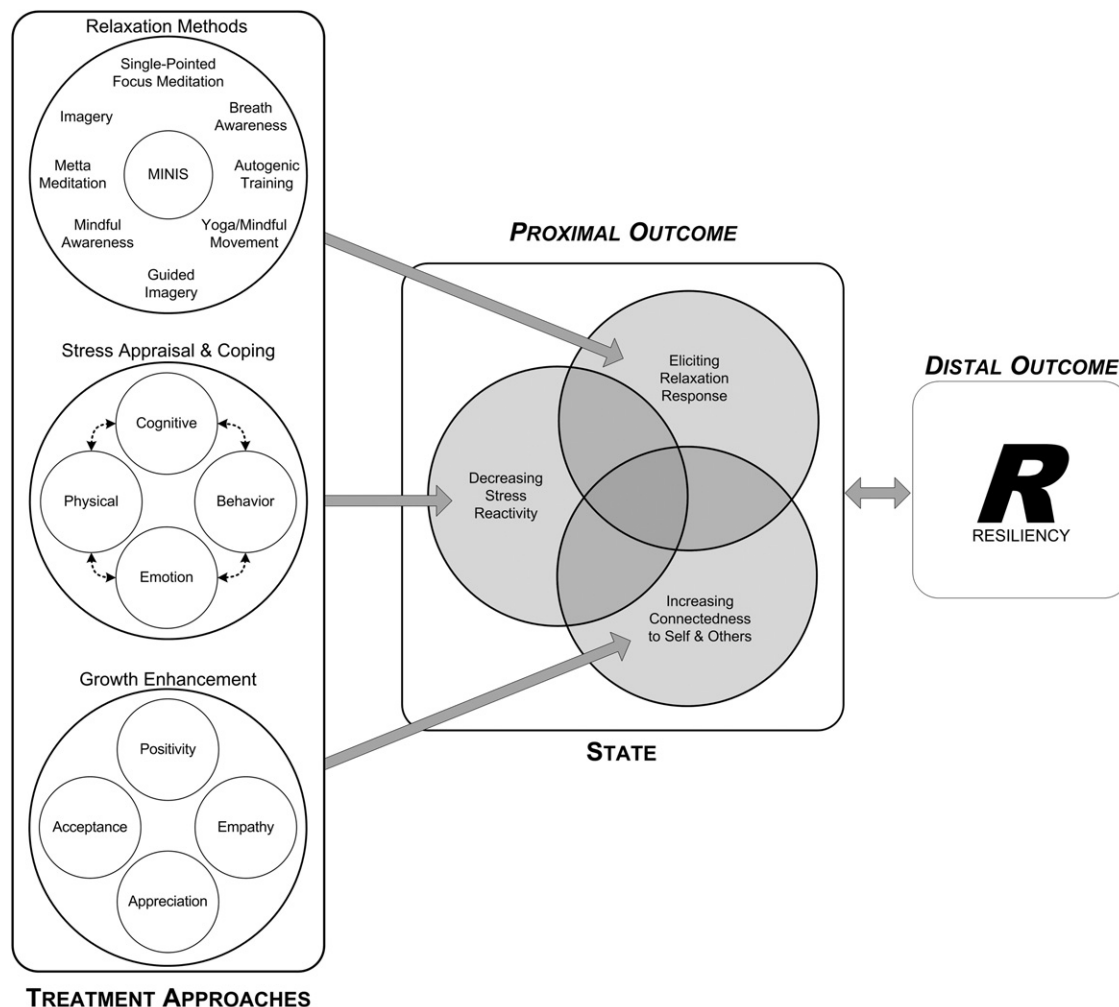 Relaxation Methods
Single-Pointed
Focus Meditation
Imagery
Breath
Awareness
Metta
Meditation
MINIS
Autogenic
Training
Mindful
Awareness
Yoga/Mindful
Movement
Guided
Imagery
Stress Appraisal & Coping
Cognitive
Physical
Behavior
Emotion
Growth Enhancement
Positivity
Acceptance
Empathy
Appreciation
TREATMENT APPROACHES
PROXIMAL OUTCOME
Eliciting
Relaxation
Response
Decreasing
Stress
Reactivity
Increasing
Connectedness
to Self & Others
STATE
DISTAL OUTCOME
R
RESILIENCY